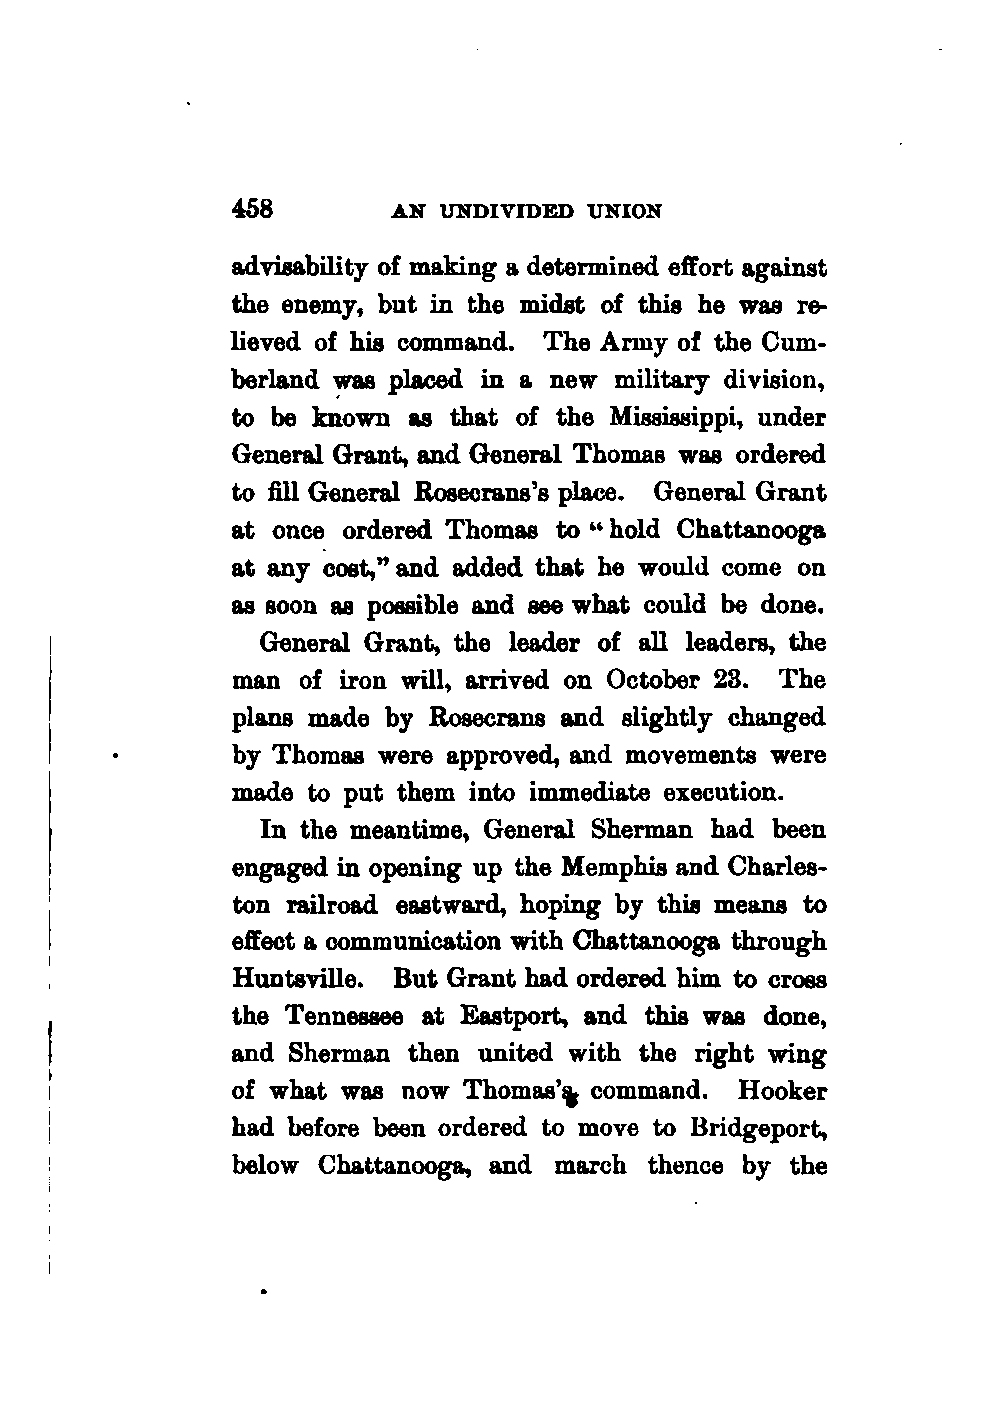 458 AN UNDIVIDED UNION
advisability of making a determined effort against
the enemy, but in the midst of this he was re-
lieved of his command. The Army of the Cum-
berland was placed in a new military division,
to be known as that of the Mississippi, under
General Grant, and General Thomas was ordered
to fill General Rosecrans's place. General Grant
at once ordered Thomas to "hold Chattanooga
at any cost," and added that he would come on
as soon as possible and see what could be done.
General Grant, the leader of all leaders, the
man of iron will, arrived on October 23. The
plans made by Rosecrans and slightly changed
by Thomas were approved, and movements were
made to put them into immediate execution.
In the meantime, General Sherman had been
engaged in opening up the Memphis and Charles-
ton railroad eastward, hoping by this means to
effect a communication with Chattanooga through
Huntsville. But Grant had ordered him to cross
the Tennessee at Eastport, and this was done,
and Sherman then united with the right wing
of what was now Thomas's command. Hooker
had before been ordered to move to Bridgeport,
below Chattanooga, and march thence by the